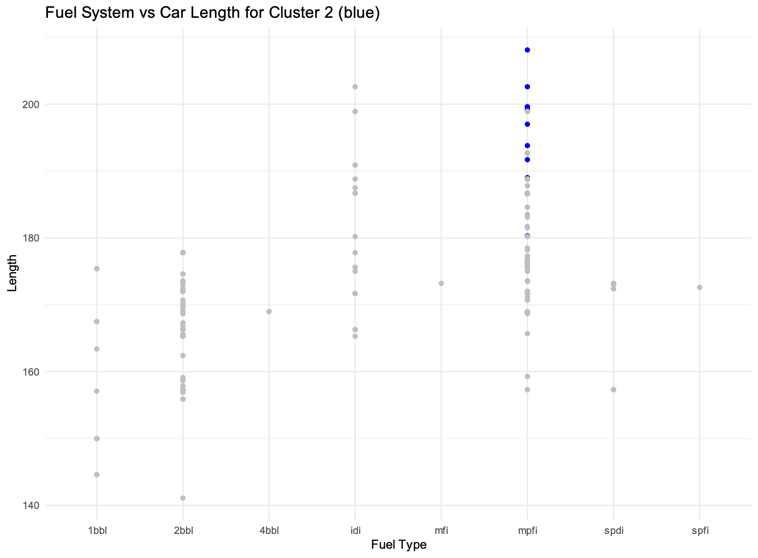 Fuel System vs Car Length for Cluster 2 (blue)
Length
200
180
160
140
1bbl 2bbl 4bbl idi mfi mpfi spdi spfi
Fuel Type